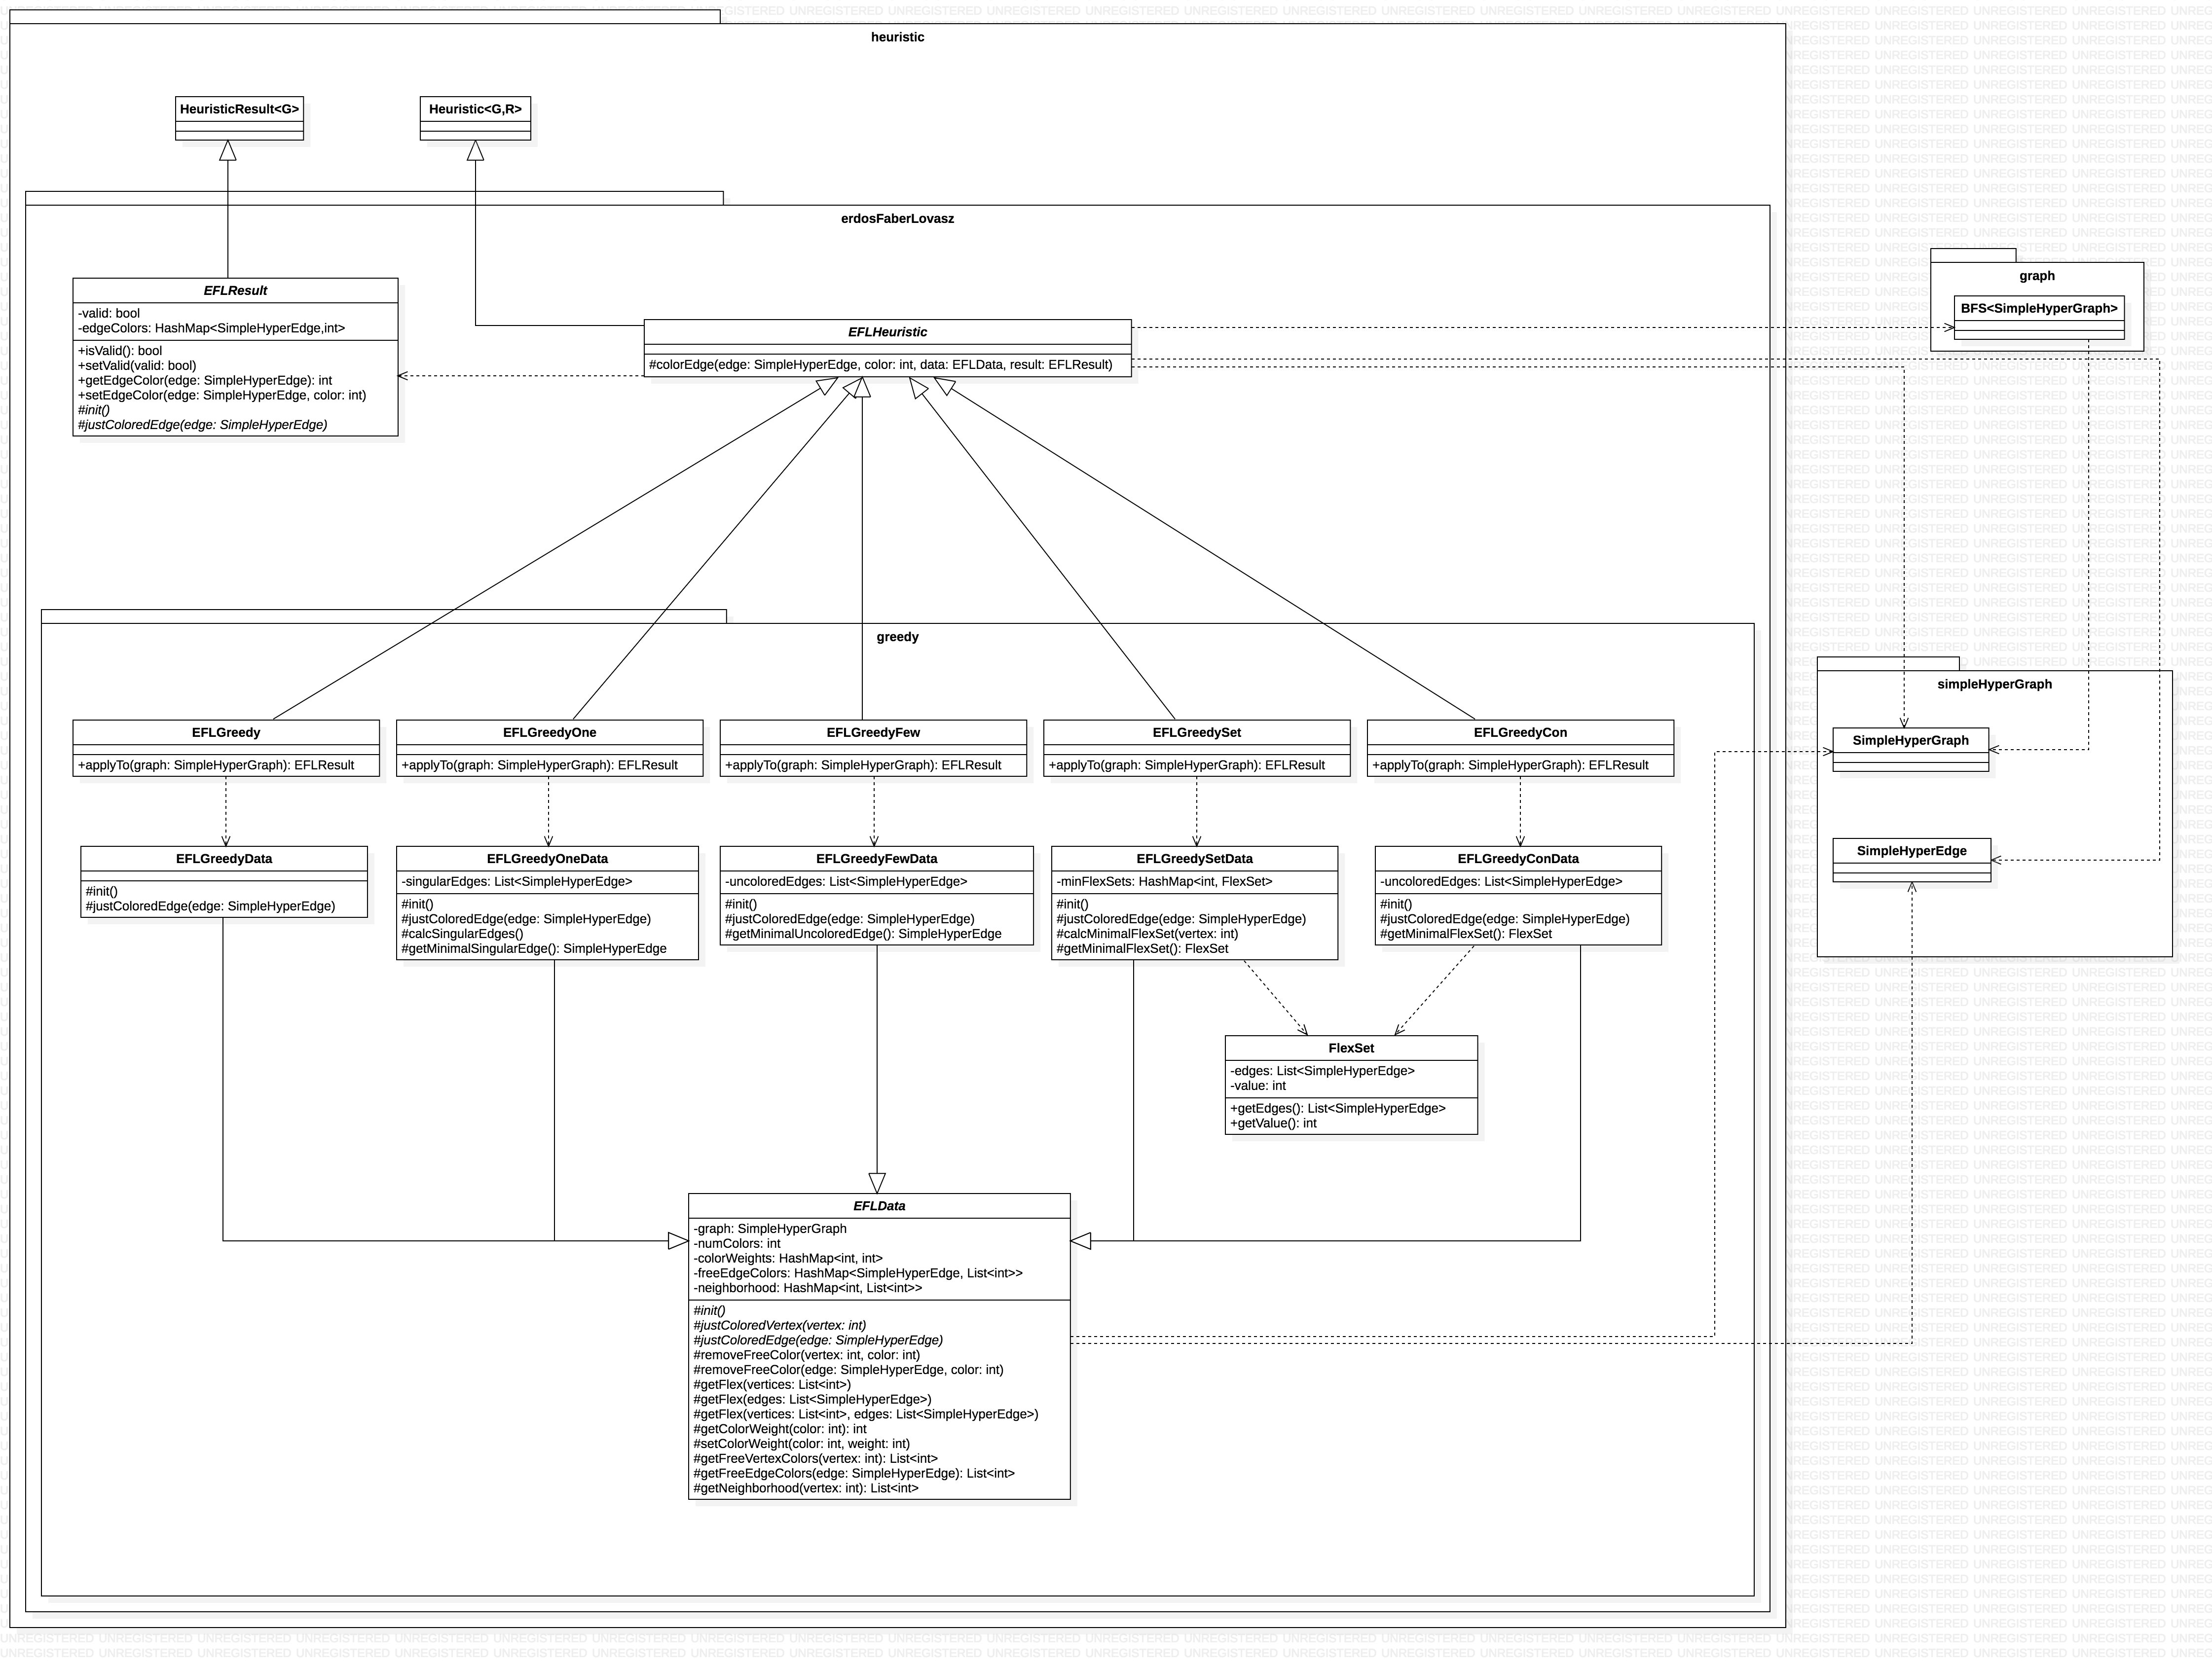 heuristic
HeuristicResult<G>
Heuristic<G,R>
erdosFaberLovasz
EFLResult
-valid: bool
-edgeColors: HashMap<SimpleHyperEdge,int>
+isValid(): bool
+setValid(valid: bool)
+getEdgeColor(edge: SimpleHyperEdge): int
+setEdgeColor(edge: SimpleHyperEdge, color: int)
#init()
#justColoredEdge(edge: SimpleHyperEdge)
EFLHeuristic
#colorEdge(edge: SimpleHyperEdge, color: int, data: EFLData, result: EFLResult)
graph
BFS<SimpleHyperGraph>
simpleHyperGraph
SimpleHyperGraph
SimpleHyperEdge
greedy
EFLGreedy
+applyTo(graph: SimpleHyperGraph): EFLResult
EFLGreedyOne
+applyTo(graph: SimpleHyperGraph): EFLResult
EFLGreedyFew
+applyTo(graph: SimpleHyperGraph): EFLResult
EFLGreedySet
+applyTo(graph: SimpleHyperGraph): EFLResult
EFLGreedyCon
+applyTo(graph: SimpleHyperGraph): EFLResult
EFLGreedyData
#init()
#justColoredEdge(edge: SimpleHyperEdge)
EFLGreedyOneData
-singularEdges: List<SimpleHyperEdge>
#init()
#justColoredEdge(edge: SimpleHyperEdge)
#calcSingularEdges()
#getMinimalSingularEdge(): SimpleHyperEdge
EFLGreedyFewData
-uncoloredEdges: List<SimpleHyperEdge>
#init()
#justColoredEdge(edge: SimpleHyperEdge)
#getMinimalUncoloredEdge(): SimpleHyperEdge
EFLGreedySetData
-minFlexSets: HashMap<int, FlexSet>
#init()
#justColoredEdge(edge: SimpleHyperEdge)
#calcMinimalFlexSet(vertex: int)
#getMinimalFlexSet(): FlexSet
EFLGreedyConData
-uncoloredEdges: List<SimpleHyperEdge>
#init()
#justColoredEdge(edge: SimpleHyperEdge)
#getMinimalFlexSet(): FlexSet
FlexSet
-edges: List<SimpleHyperEdge>
-value: int
+getEdges(): List<SimpleHyperEdge>
+getValue(): int
EFLData
-graph: SimpleHyperGraph
-numColors: int
-colorWeights: HashMap<int, int>
-freeEdgeColors: HashMap<SimpleHyperEdge, List<int>>
-neighborhood: HashMap<int, List<int>>
#init()
#justColoredVertex(vertex: int)
#justColoredEdge(edge: SimpleHyperEdge)
#removeFreeColor(vertex: int, color: int)
#removeFreeColor(edge: SimpleHyperEdge, color: int)
#getFlex(vertices: List<int>)
#getFlex(edges: List<SimpleHyperEdge>)
#getFlex(vertices: List<int>, edges: List<SimpleHyperEdge>)
#getColorWeight(color: int): int
#setColorWeight(color: int, weight: int)
#getFreeVertexColors(vertex: int): List<int>
#getFreeEdgeColors(edge: SimpleHyperEdge): List<int>
#getNeighborhood(vertex: int): List<int>